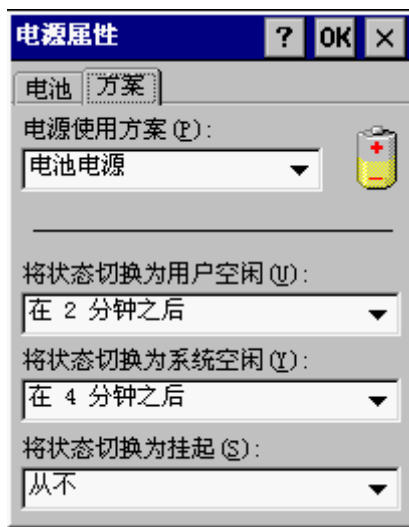 电源属性 ? OK ×
电池 方案
电源使用方案(P):
电池电源
将状态切换为用户空闲(U):
在 2 分钟之后
将状态切换为系统空闲(Y):
在 4 分钟之后
将状态切换为挂起(S):
从不